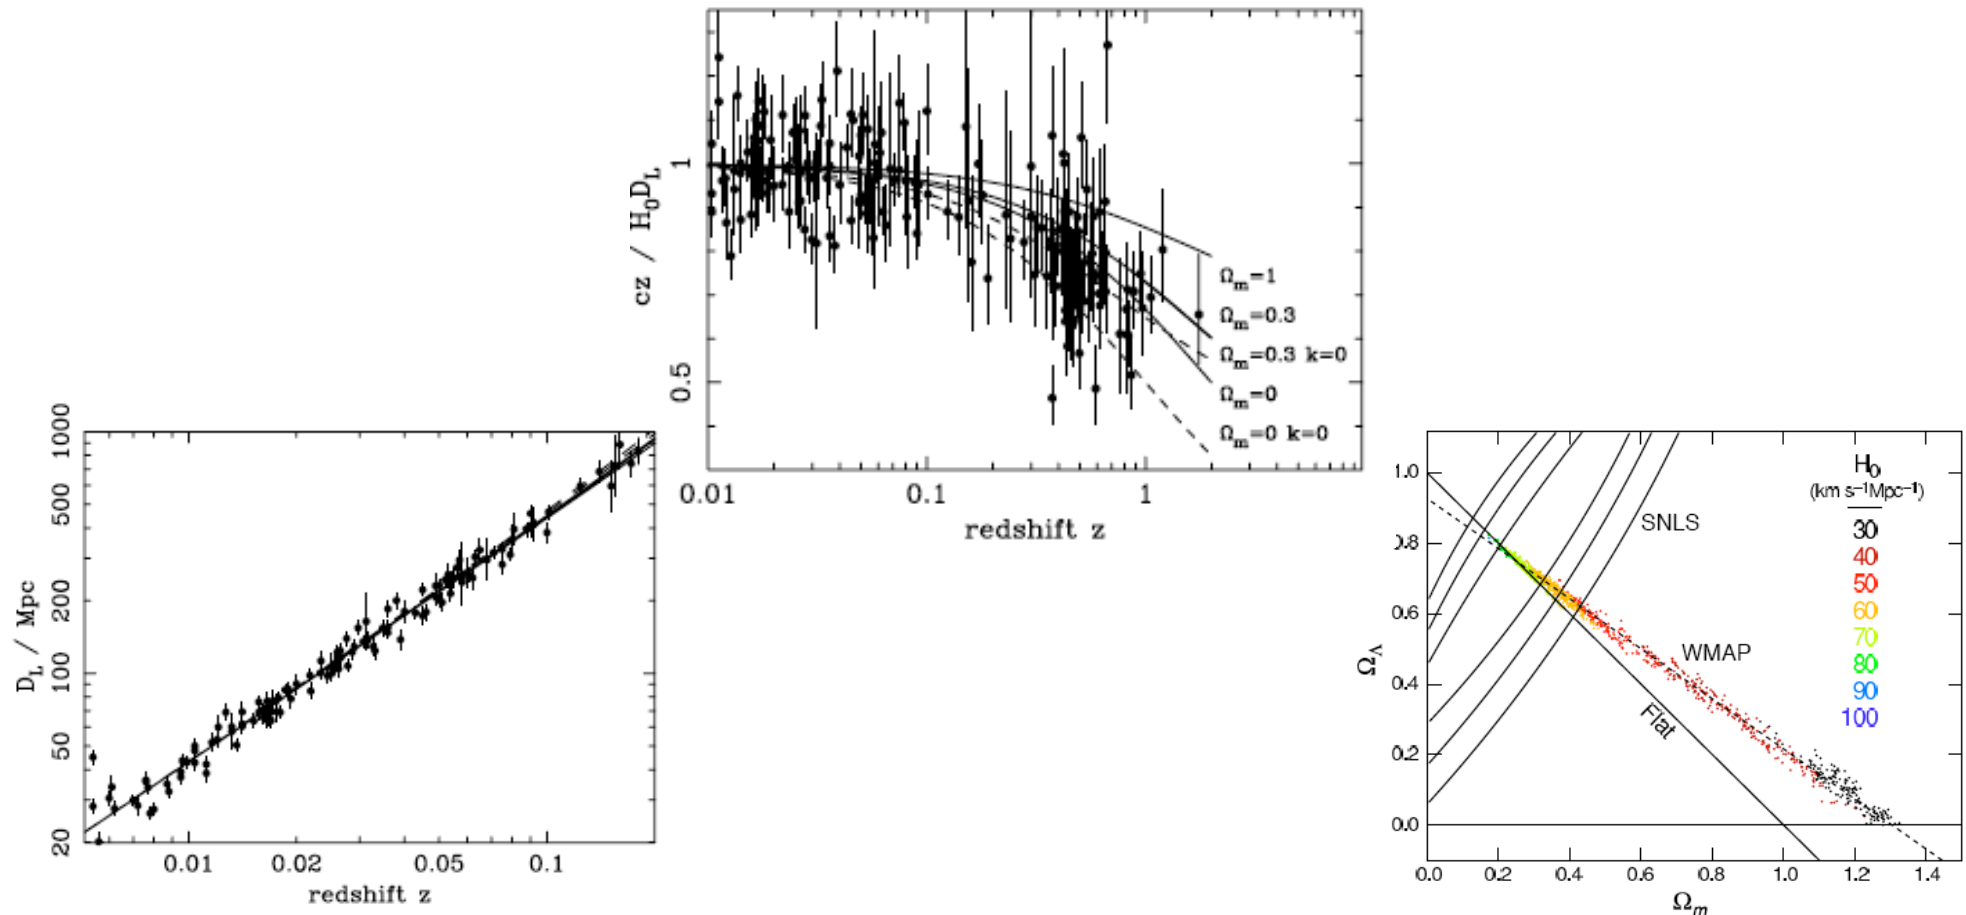 1
0.5
cz / H₀D_L
Ω_m=1
Ω_m=0.3
Ω_m=0.3 k=0
Ω_m=0
Ω_m=0 k=0
0.01 0.1 1
redshift z
1000
500
200
100
50
20
D_L / Mpc
0.01 0.02 0.05 0.1
redshift z
1.0
0.8
0.6
0.4
0.2
0.0
Ω_Λ
H₀
(km s⁻¹Mpc⁻¹)
30
40
50
60
70
80
90
100
SNLS
WMAP
Flat
0.0 0.2 0.4 0.6 0.8 1.0 1.2 1.4
Ω_m